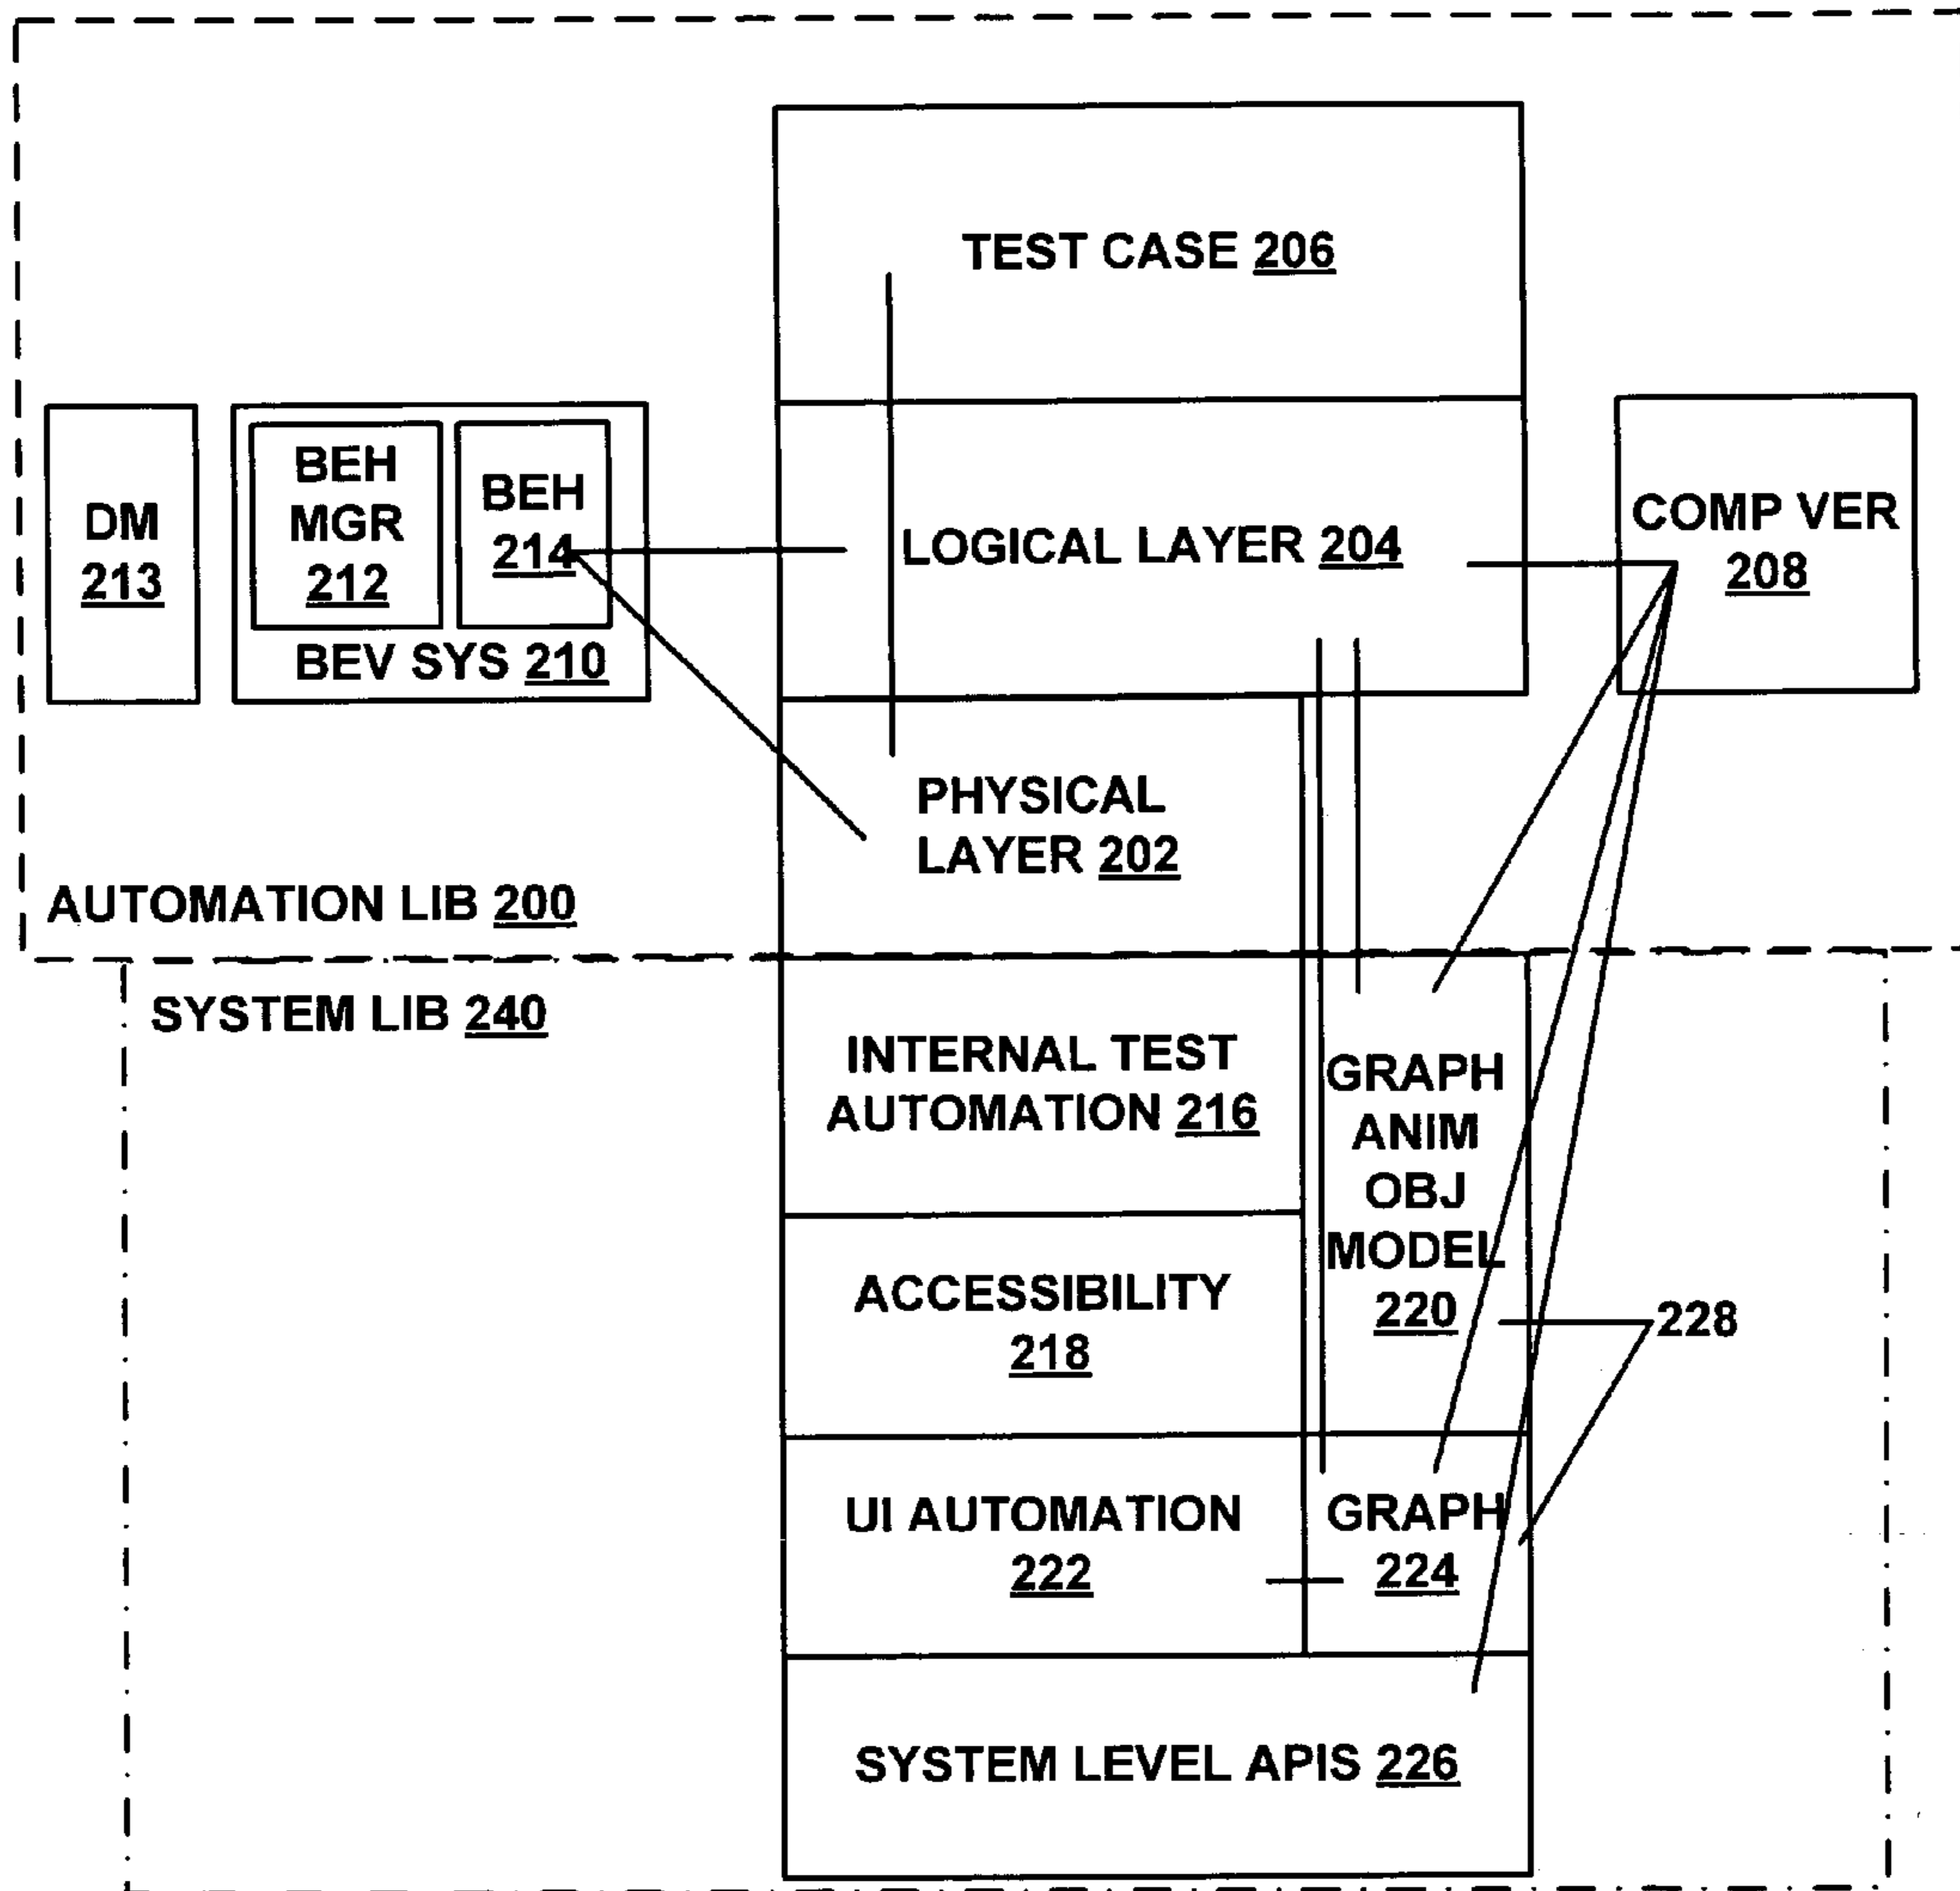 TEST CASE 206
DM
213
BEH
MGR
212
BEH
214
BEV SYS 210
LOGICAL LAYER 204
COMP VER
208
PHYSICAL
LAYER 202
AUTOMATION LIB 200
SYSTEM LIB 240
INTERNAL TEST
AUTOMATION 216
GRAPH
ANIM
OBJ
MODEL
220
ACCESSIBILITY
218
228
UI AUTOMATION
222
GRAPH
224
SYSTEM LEVEL APIS 226